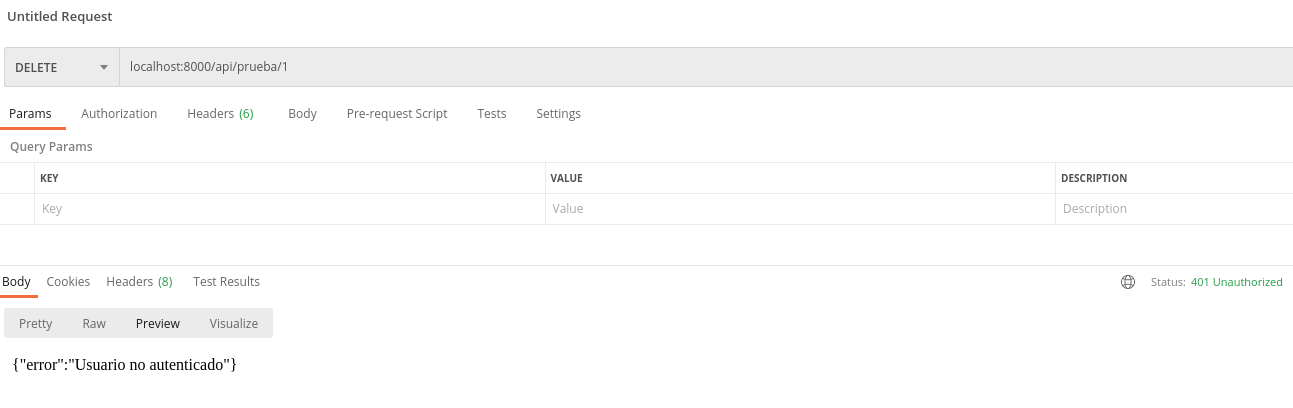 Untitled Request
DELETE localhost:8000/api/prueba/1
Params Authorization Headers (6) Body Pre-request Script Tests Settings
Query Params
KEY VALUE DESCRIPTION
Key Value Description
Body Cookies Headers (8) Test Results Status: 401 Unauthorized
Pretty Raw Preview Visualize
{"error":"Usuario no autenticado"}